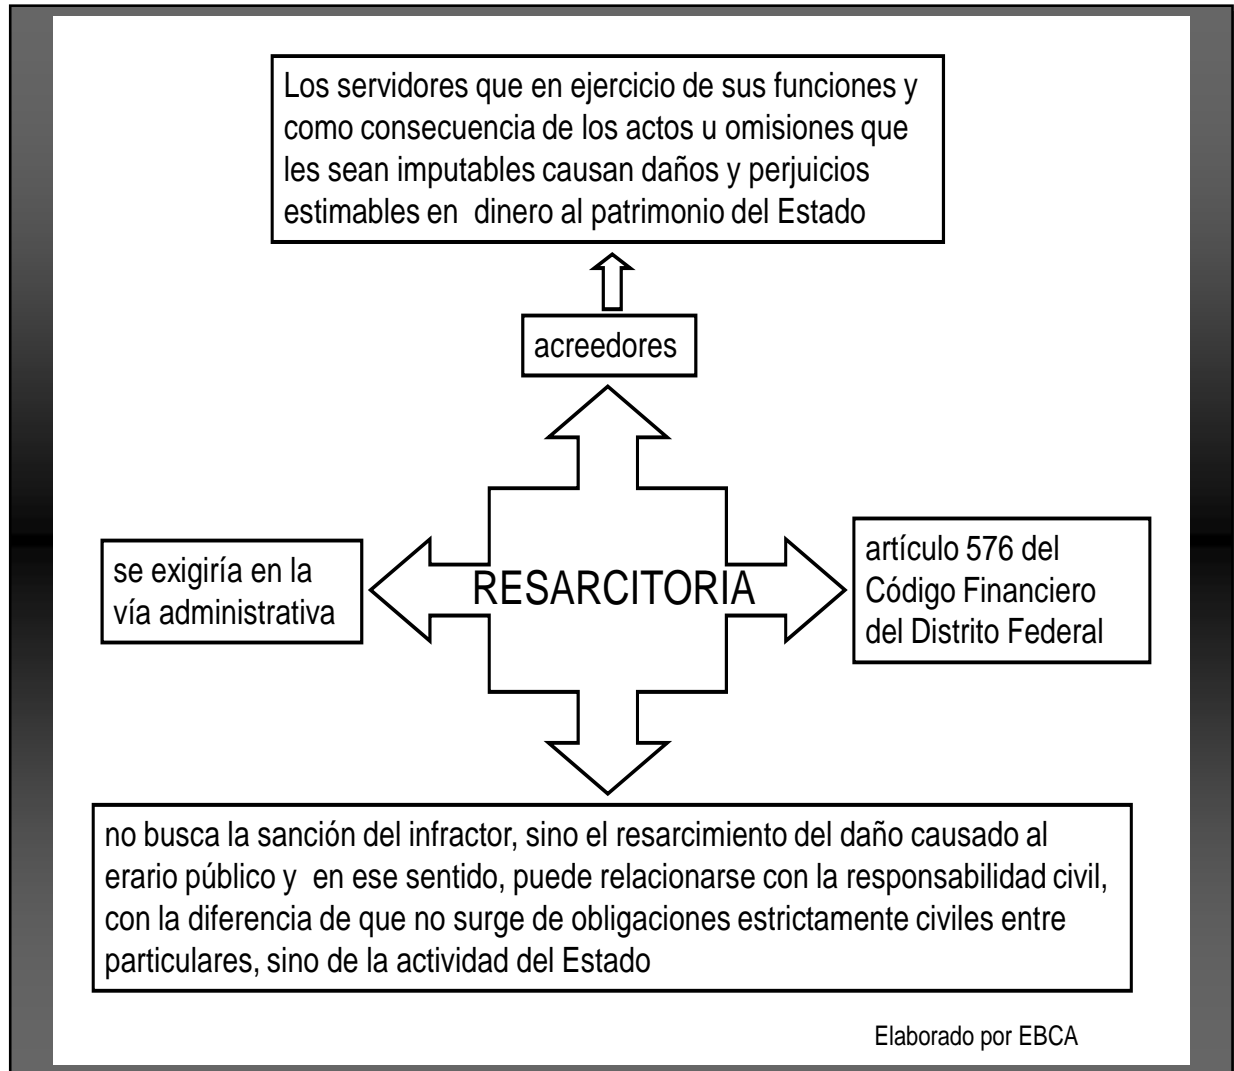 Los servidores que en ejercicio de sus funciones y
como consecuencia de los actos u omisiones que
les sean imputables causan daños y perjuicios
estimables en  dinero al patrimonio del Estado
acreedores
se exigiría en la
vía administrativa
RESARCITORIA
artículo 576 del
Código Financiero
del Distrito Federal
no busca la sanción del infractor, sino el resarcimiento del daño causado al
erario público y  en ese sentido, puede relacionarse con la responsabilidad civil,
con la diferencia de que no surge de obligaciones estrictamente civiles entre
particulares, sino de la actividad del Estado
Elaborado por EBCA